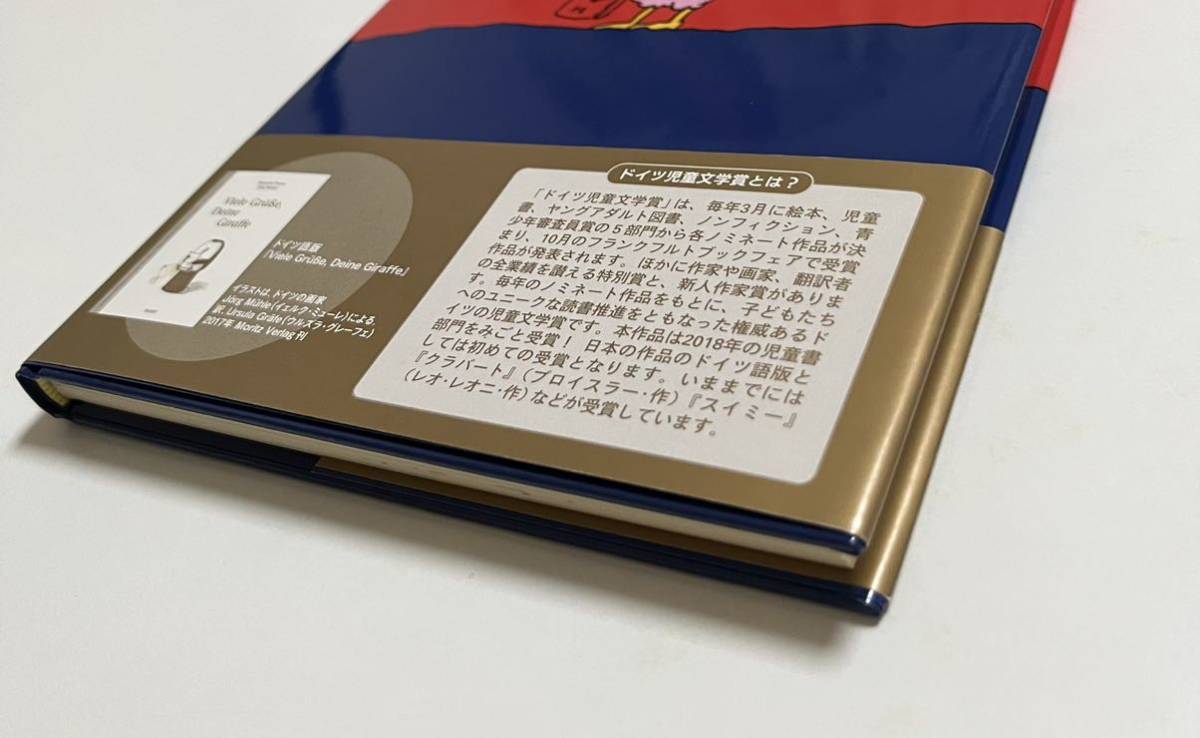 Viele Grüße,
Deine
Giraffe
ドイツ語版
『Viele Grüße, Deine Giraffe』
イラストは、ドイツの画家
Jörg Mühle(イェルク・ミューレ)による。
訳、Ursula Gräfe(ウルズラ・グレーフェ)
2017年 Moritz Verlag 刊
ドイツ児童文学賞とは?
「ドイツ児童文学賞」は、毎年3月に絵本、児童
書、ヤングアダルト図書、ノンフィクション、青
少年審査員賞の5部門から各ノミネート作品が決
まり、10月のフランクフルトブックフェアで受賞
作品が発表されます。ほかに作家や画家、翻訳者
の全業績を讃える特別賞と、新人作家賞がありま
す。毎年のノミネート作品をもとに、子どもたち
へのユニークな読書推進をともなった権威あるド
イツの児童文学賞です。本作品は2018年の児童書
部門をみごと受賞! 日本の作品のドイツ語版と
しては初めての受賞となります。いままでには
『クラバート』(プロイスラー・作)『スイミー』
(レオ・レオニ・作)などが受賞しています。